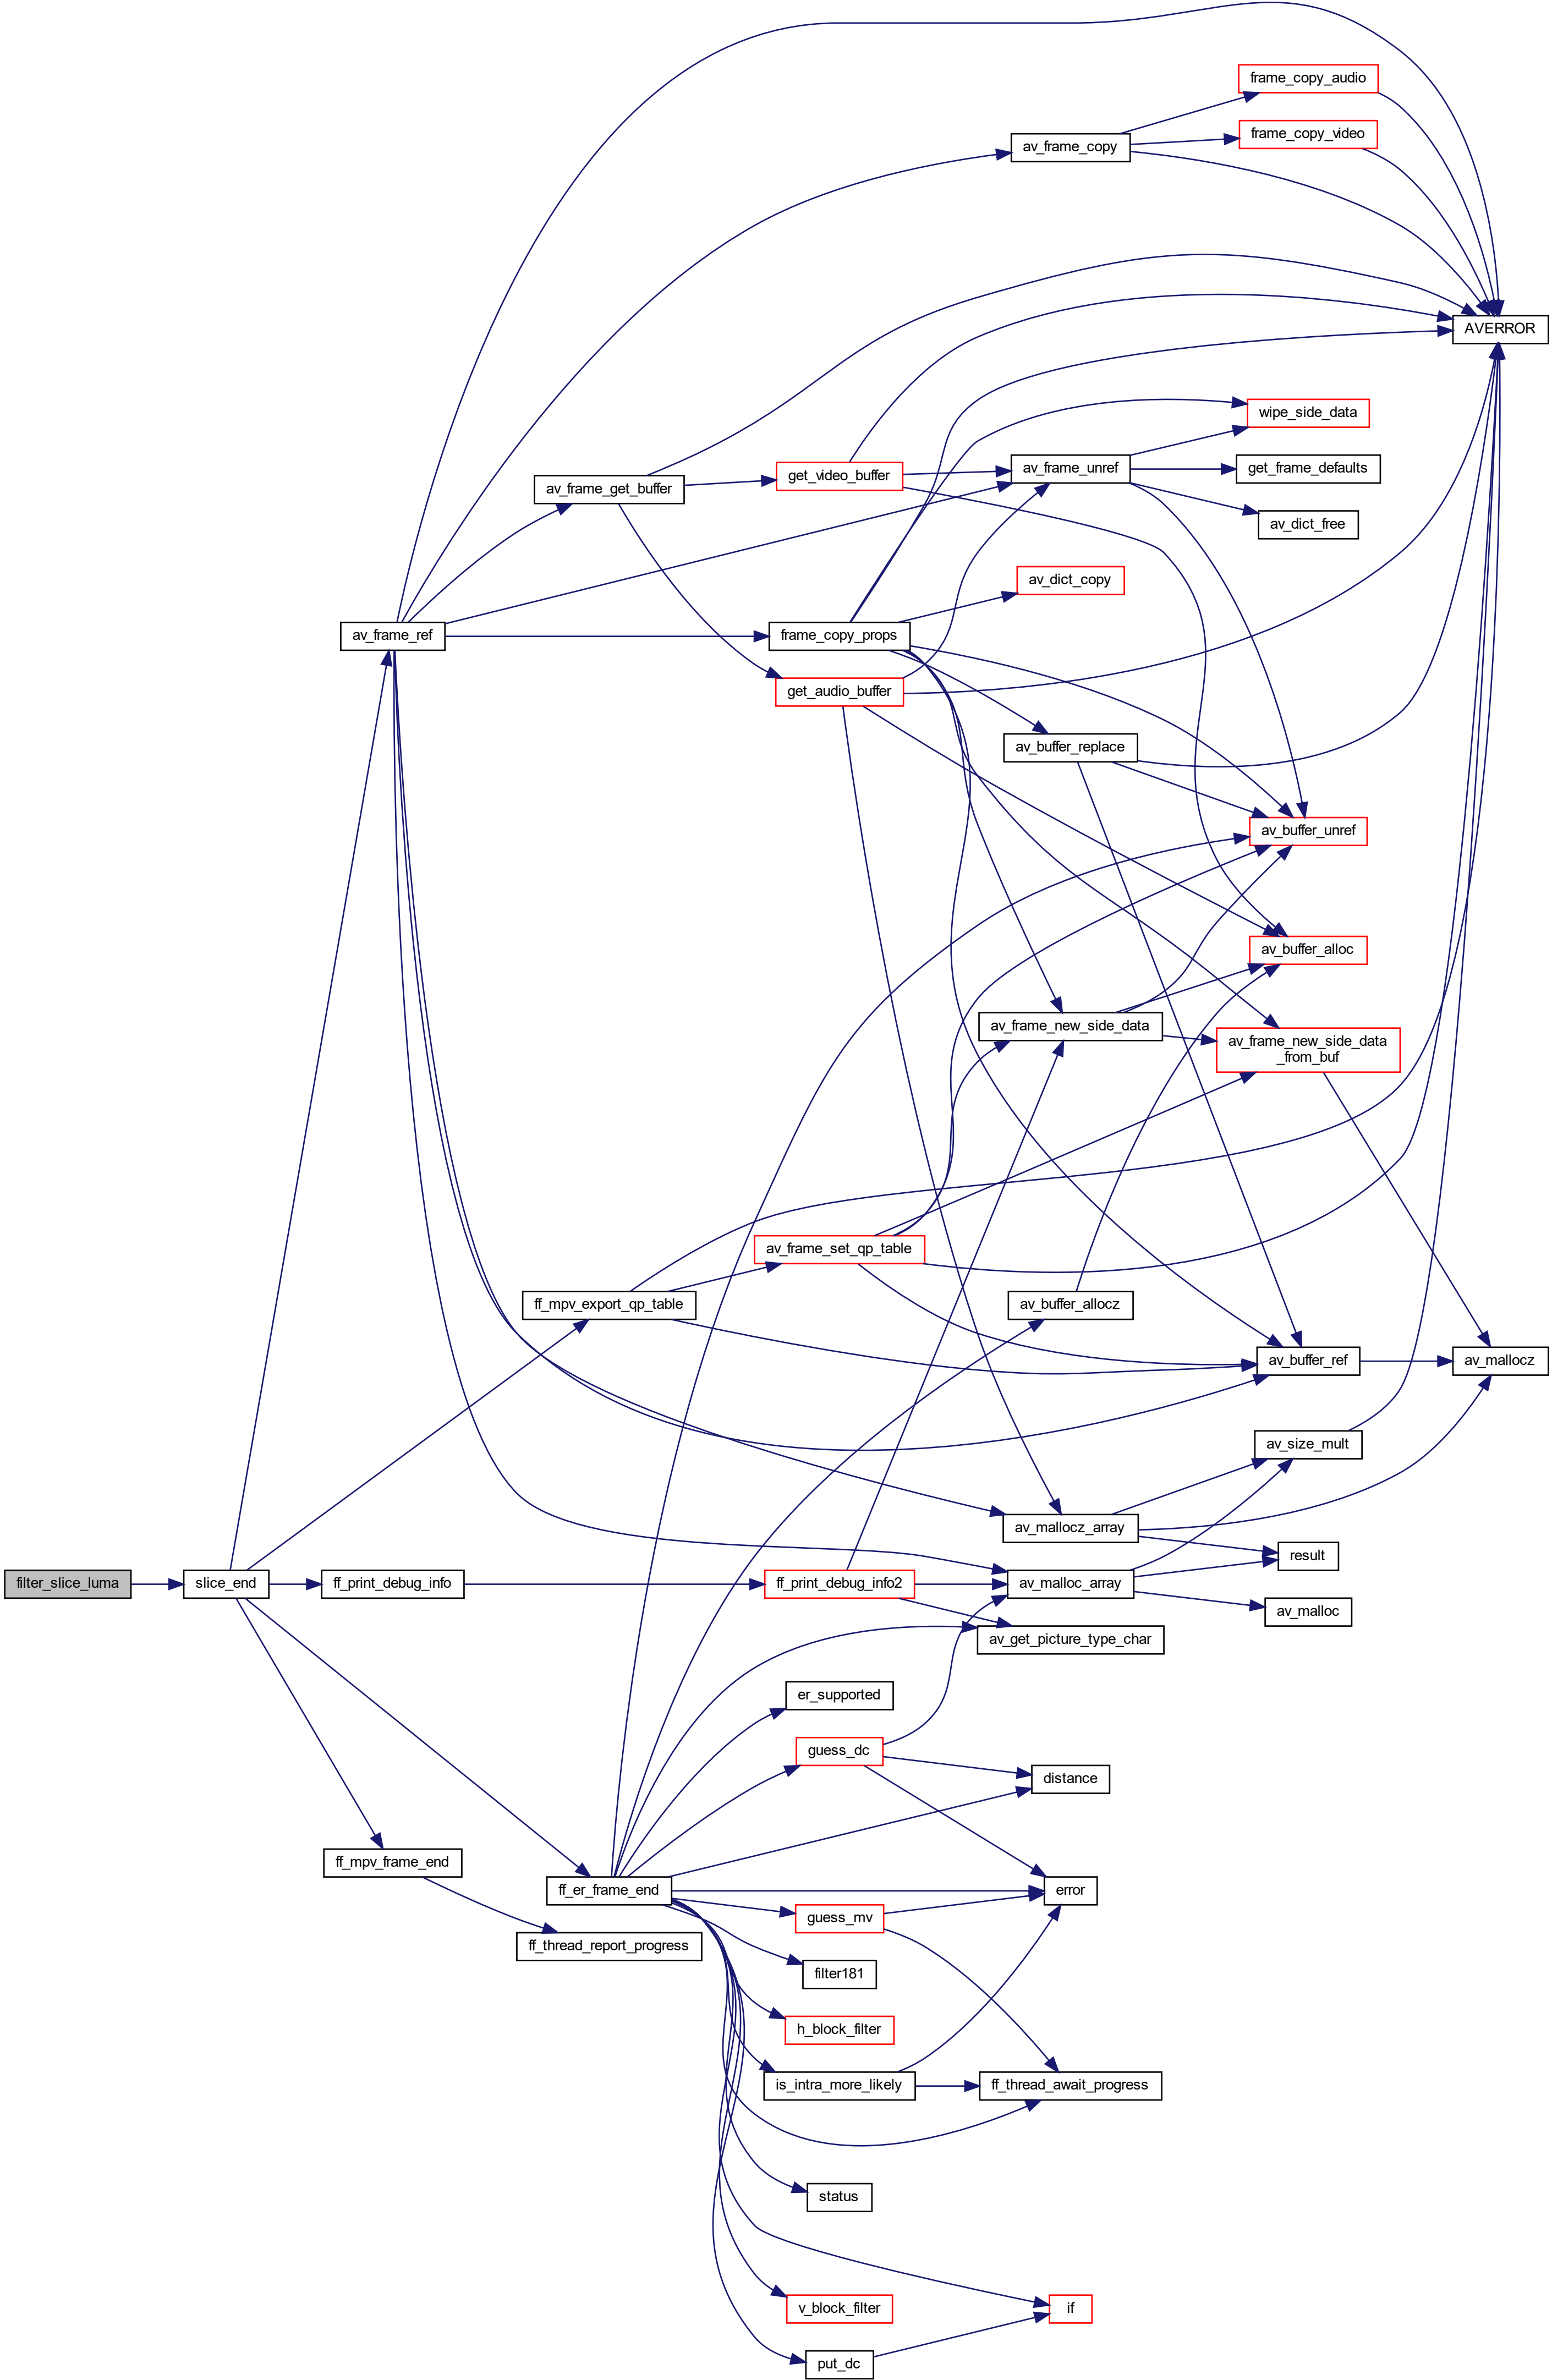 frame_copy_audio
frame_copy_video
av_frame_copy
AVERROR
wipe_side_data
av_frame_unref
get_frame_defaults
get_video_buffer
av_frame_get_buffer
av_dict_free
av_dict_copy
av_frame_ref
frame_copy_props
get_audio_buffer
av_buffer_replace
av_buffer_unref
av_buffer_alloc
av_frame_new_side_data
av_frame_new_side_data
_from_buf
av_frame_set_qp_table
ff_mpv_export_qp_table
av_buffer_allocz
av_buffer_ref
av_mallocz
av_size_mult
av_mallocz_array
result
filter_slice_luma
slice_end
ff_print_debug_info
ff_print_debug_info2
av_malloc_array
av_malloc
av_get_picture_type_char
er_supported
guess_dc
distance
ff_mpv_frame_end
ff_er_frame_end
error
guess_mv
ff_thread_report_progress
filter181
h_block_filter
is_intra_more_likely
ff_thread_await_progress
status
v_block_filter
if
put_dc